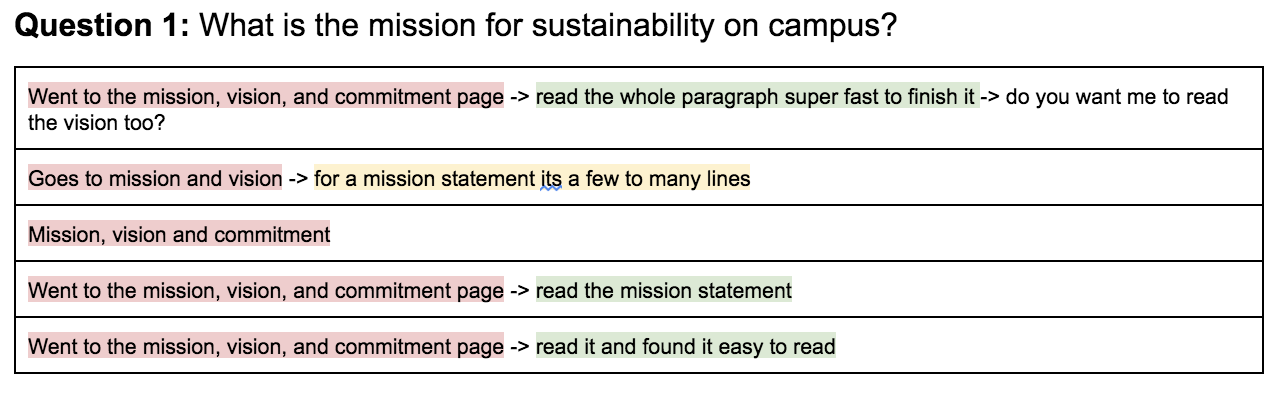 Question 1: What is the mission for sustainability on campus?
Went to the mission, vision, and commitment page -> read the whole paragraph super fast to finish it -> do you want me to read
the vision too?
Goes to mission and vision -> for a mission statement its a few to many lines
Mission, vision and commitment
Went to the mission, vision, and commitment page -> read the mission statement
Went to the mission, vision, and commitment page -> read it and found it easy to read